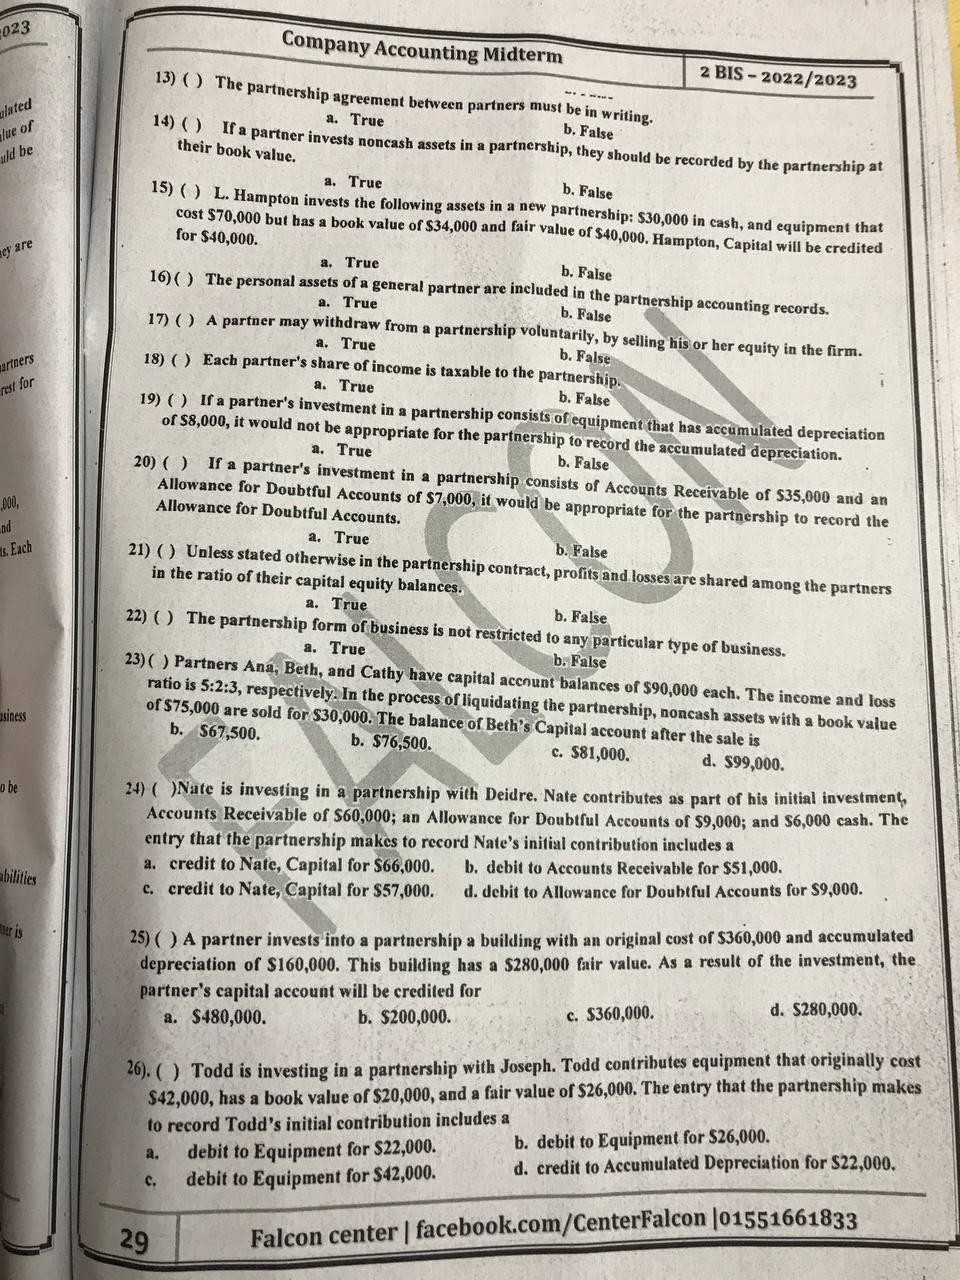 023
ulated
lue of
uld be
ey are
artners
rest for
,000,
nd
ts. Each
usiness
o be
abilities
ner is
Company Accounting Midterm
2 BIS – 2022/2023
13) ( ) The partnership agreement between partners must be in writing.
a. True b. False
14) ( ) If a partner invests noncash assets in a partnership, they should be recorded by the partnership at
their book value.
a. True b. False
15) ( ) L. Hampton invests the following assets in a new partnership: $30,000 in cash, and equipment that
cost $70,000 but has a book value of $34,000 and fair value of $40,000. Hampton, Capital will be credited
for $40,000.
a. True b. False
16) ( ) The personal assets of a general partner are included in the partnership accounting records.
a. True b. False
17) ( ) A partner may withdraw from a partnership voluntarily, by selling his or her equity in the firm.
a. True b. False
18) ( ) Each partner's share of income is taxable to the partnership.
a. True b. False
19) ( ) If a partner's investment in a partnership consists of equipment that has accumulated depreciation
of $8,000, it would not be appropriate for the partnership to record the accumulated depreciation.
a. True b. False
20) ( ) If a partner's investment in a partnership consists of Accounts Receivable of $35,000 and an
Allowance for Doubtful Accounts of $7,000, it would be appropriate for the partnership to record the
Allowance for Doubtful Accounts.
a. True b. False
21) ( ) Unless stated otherwise in the partnership contract, profits and losses are shared among the partners
in the ratio of their capital equity balances.
a. True b. False
22) ( ) The partnership form of business is not restricted to any particular type of business.
a. True b. False
23) ( ) Partners Ana, Beth, and Cathy have capital account balances of $90,000 each. The income and loss
ratio is 5:2:3, respectively. In the process of liquidating the partnership, noncash assets with a book value
of $75,000 are sold for $30,000. The balance of Beth's Capital account after the sale is
b. $67,500. b. $76,500. c. $81,000. d. $99,000.
24) ( )Nate is investing in a partnership with Deidre. Nate contributes as part of his initial investment,
Accounts Receivable of $60,000; an Allowance for Doubtful Accounts of $9,000; and $6,000 cash. The
entry that the partnership makes to record Nate's initial contribution includes a
a. credit to Nate, Capital for $66,000. b. debit to Accounts Receivable for $51,000.
c. credit to Nate, Capital for $57,000. d. debit to Allowance for Doubtful Accounts for $9,000.
25) ( ) A partner invests into a partnership a building with an original cost of $360,000 and accumulated
depreciation of $160,000. This building has a $280,000 fair value. As a result of the investment, the
partner's capital account will be credited for
a. $480,000. b. $200,000. c. $360,000. d. $280,000.
26). ( ) Todd is investing in a partnership with Joseph. Todd contributes equipment that originally cost
$42,000, has a book value of $20,000, and a fair value of $26,000. The entry that the partnership makes
to record Todd's initial contribution includes a
a. debit to Equipment for $22,000. b. debit to Equipment for $26,000.
c. debit to Equipment for $42,000. d. credit to Accumulated Depreciation for $22,000.
FALCON
29
Falcon center | facebook.com/CenterFalcon |01551661833